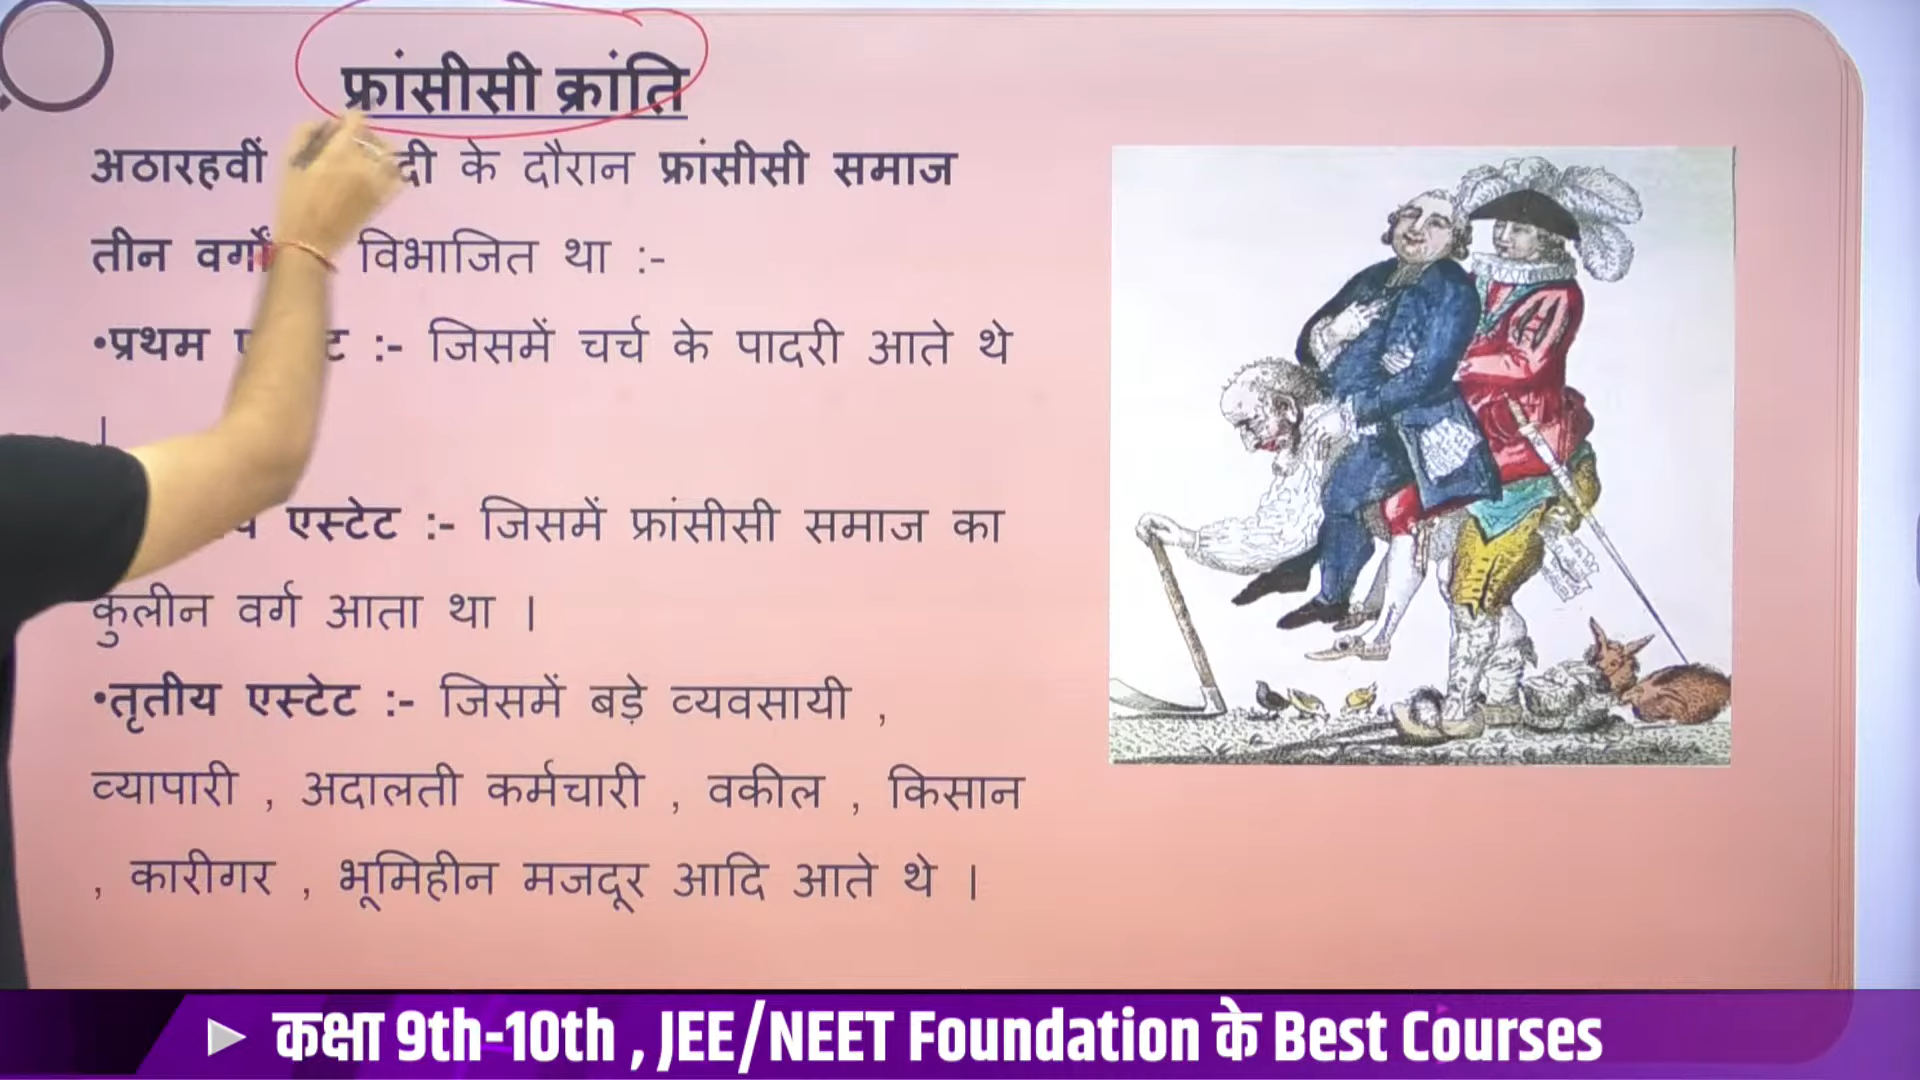 फ्रांसीसी क्रांति
अठारहवीं के दौरान फ्रांसीसी समाज
तीन वर्गों विभाजित था :-
•प्रथम :- जिसमें चर्च के पादरी आते थे
|
एस्टेट :- जिसमें फ्रांसीसी समाज का
कुलीन वर्ग आता था |
•तृतीय एस्टेट :- जिसमें बड़े व्यवसायी ,
व्यापारी , अदालती कर्मचारी , वकील , किसान
, कारीगर , भूमिहीन मजदूर आदि आते थे |
कक्षा 9th-10th , JEE/NEET Foundation के Best Courses